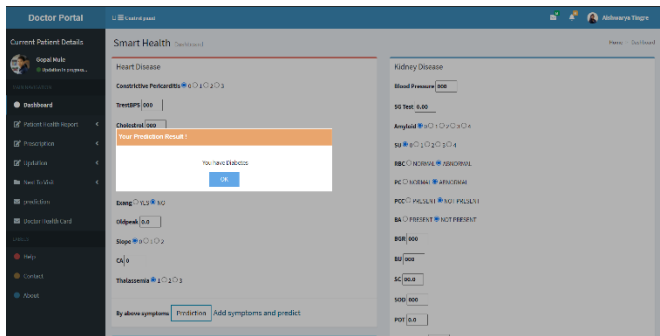 Doctor Portal
Control panel
Aishwarya Tingre
Current Patient Details
Gopal Male
Updation in progress...
Dashboard
Patient Health Report
Prescription
Updation
Next To Visit
prediction
Doctor Health Card
LABELS
Help
Contact
About
Smart Health Dashboard
Home Dashboard
Heart Disease
Constrictive Pericarditis 0 1 2 3
TrestBPS 000
Cholestrol 000
Your Prediction Result !
You have Diabetes
OK
Exang YES NO
Oldpeak 0.0
Slope 0 1 2
CA 0
Thalassemia 1 2 3
By above symptoms Prediction Add symptoms and predict
Kidney Disease
Blood Pressure 000
SG Test 0.00
Amyloid 0 1 2 3 4
SU 0 1 2 3 4
RBC NORMAL ABNORMAL
PC NORMAL ABNORMAL
PCC PRESENT NOT PRESENT
BA PRESENT NOT PRESENT
BGR 000
BU 000
SC 00.0
SOD 000
POT 0.0